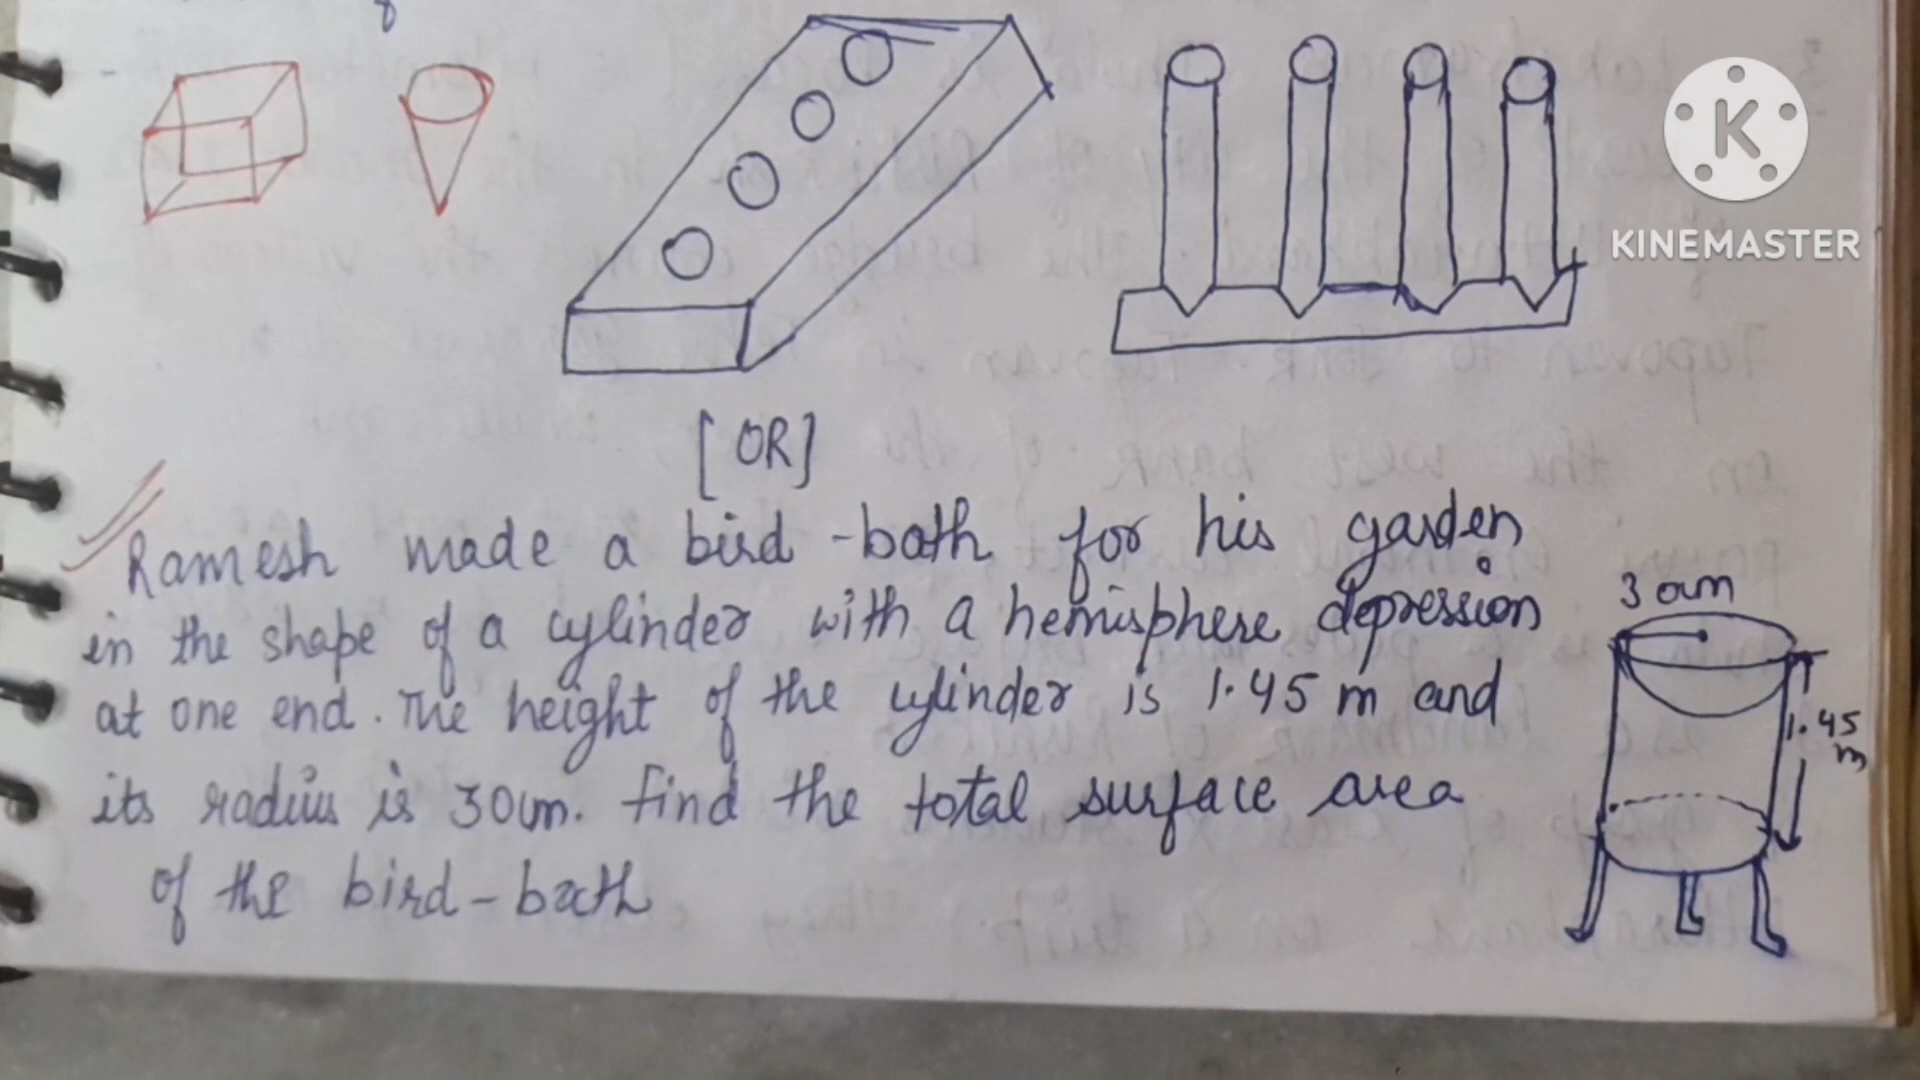 K
KINEMASTER
[OR]
Ramesh made a bird-bath for his garden
in the shape of a cylinder with a hemisphere depression
at one end. The height of the cylinder is 1.45 m and
its radius is 30cm. find the total surface area
of the bird-bath
30cm
1.45
m